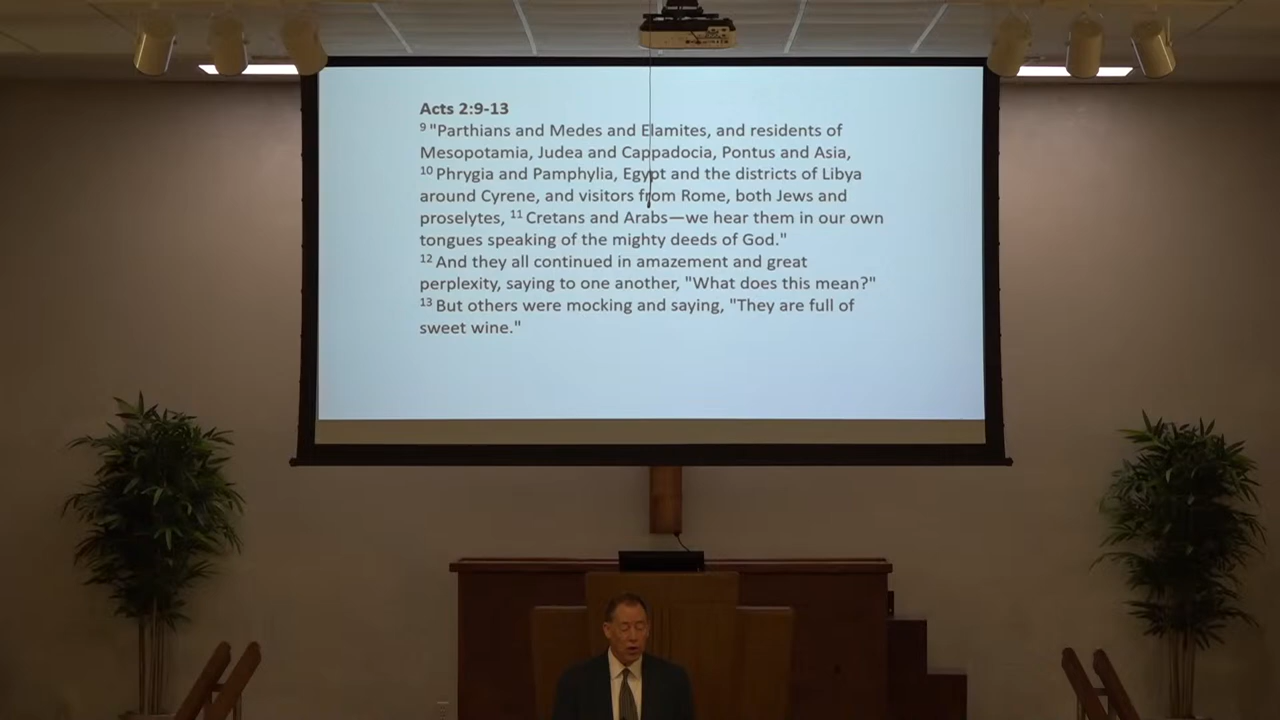 Acts 2:9-13
9 "Parthians and Medes and Elamites, and residents of
Mesopotamia, Judea and Cappadocia, Pontus and Asia,
10 Phrygia and Pamphylia, Egypt and the districts of Libya
around Cyrene, and visitors from Rome, both Jews and
proselytes, 11 Cretans and Arabs—we hear them in our own
tongues speaking of the mighty deeds of God."
12 And they all continued in amazement and great
perplexity, saying to one another, "What does this mean?"
13 But others were mocking and saying, "They are full of
sweet wine."